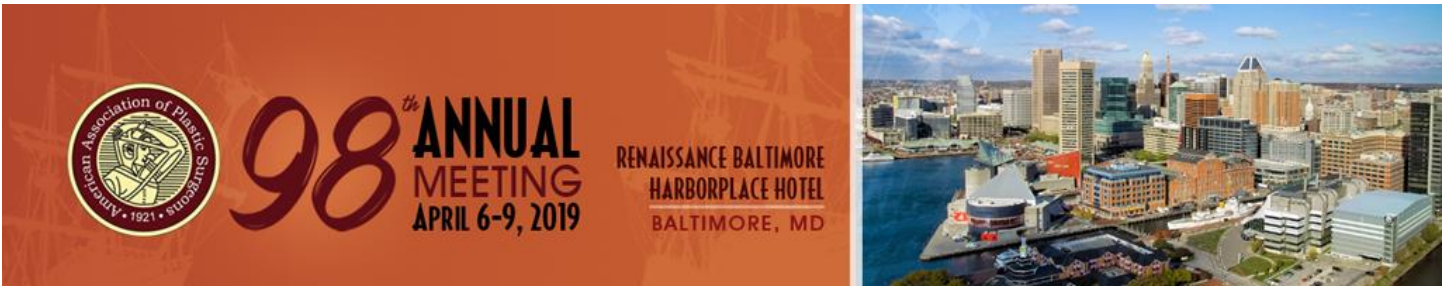 American Association of Plastic Surgeons
• 1921 •
98th ANNUAL
MEETING
APRIL 6-9, 2019
RENAISSANCE BALTIMORE
HARBORPLACE HOTEL
BALTIMORE, MD